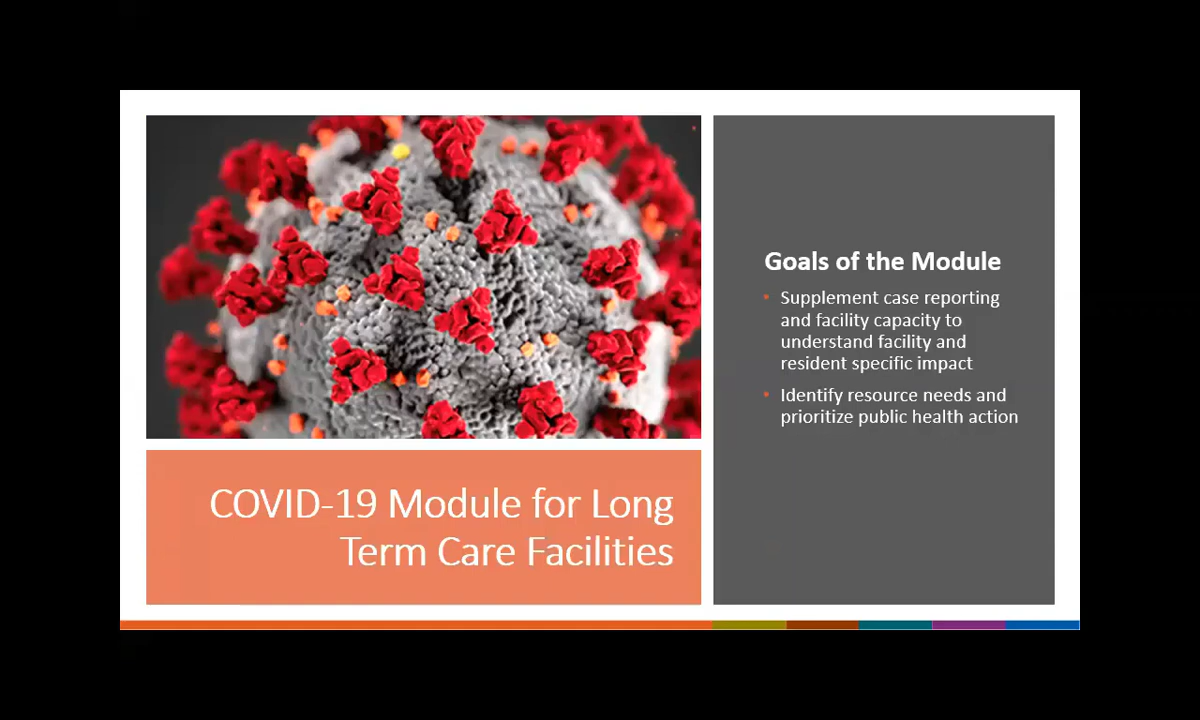 COVID-19 Module for Long
Term Care Facilities
Goals of the Module
• Supplement case reporting
and facility capacity to
understand facility and
resident specific impact
• Identify resource needs and
prioritize public health action